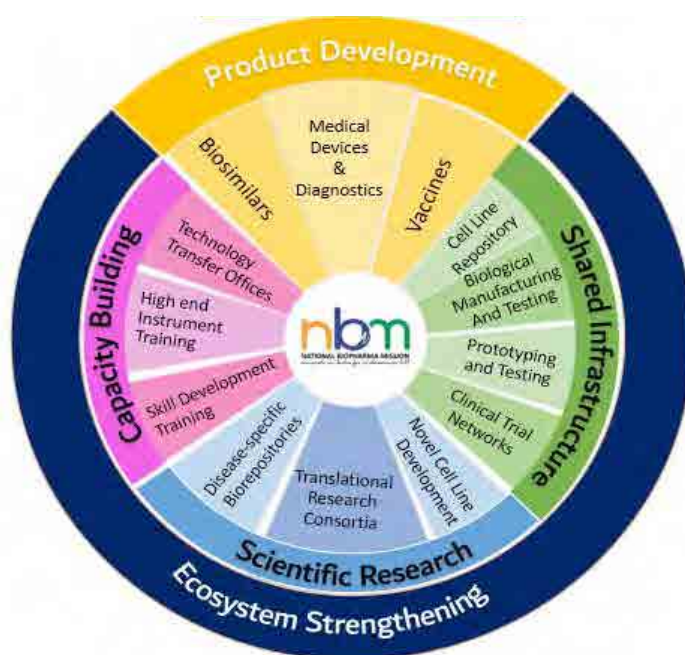 Product Development
Biosimilars
Medical
Devices
&
Diagnostics
Vaccines
Shared Infrastructure
Cell Line
Repository
Biological
Manufacturing
And Testing
Prototyping
and Testing
Clinical Trial
Networks
Scientific Research
Novel Cell Line
Development
Translational
Research
Consortia
Disease-specific
Biorepositories
Capacity Building
Skill Development
Training
High end
Instrument
Training
Technology
Transfer Offices
nbm
NATIONAL BIOPHARMA MISSION
Ecosystem Strengthening